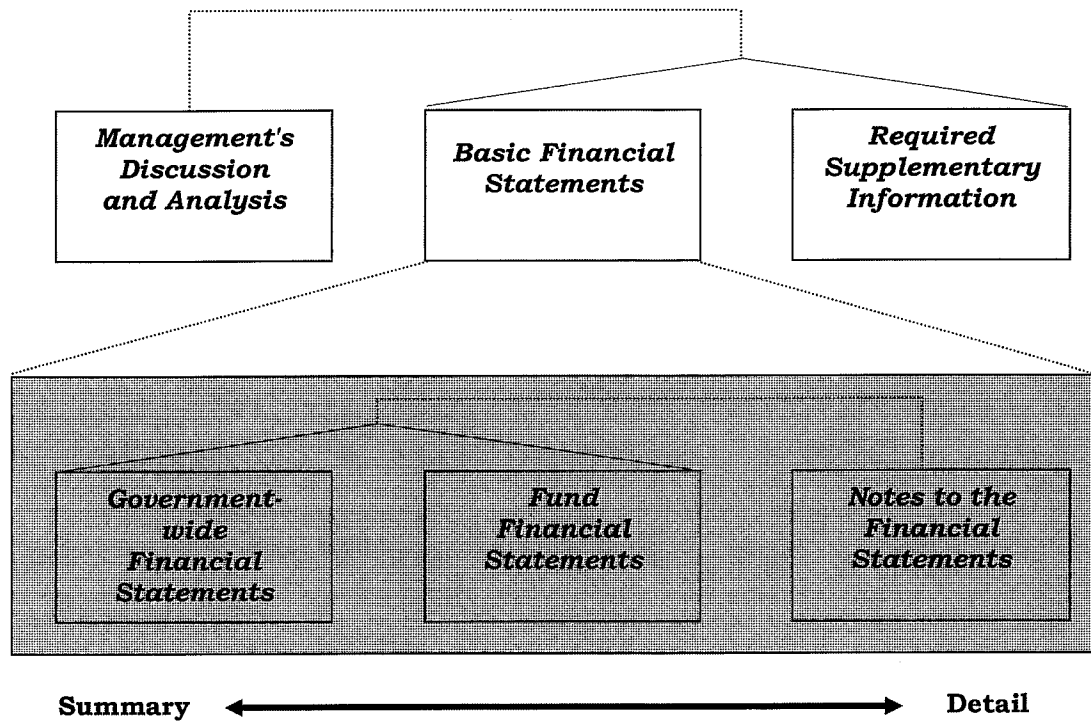 Management's
Discussion
and Analysis
Basic Financial
Statements
Required
Supplementary
Information
Government-
wide
Financial
Statements
Fund
Financial
Statements
Notes to the
Financial
Statements
Summary
Detail